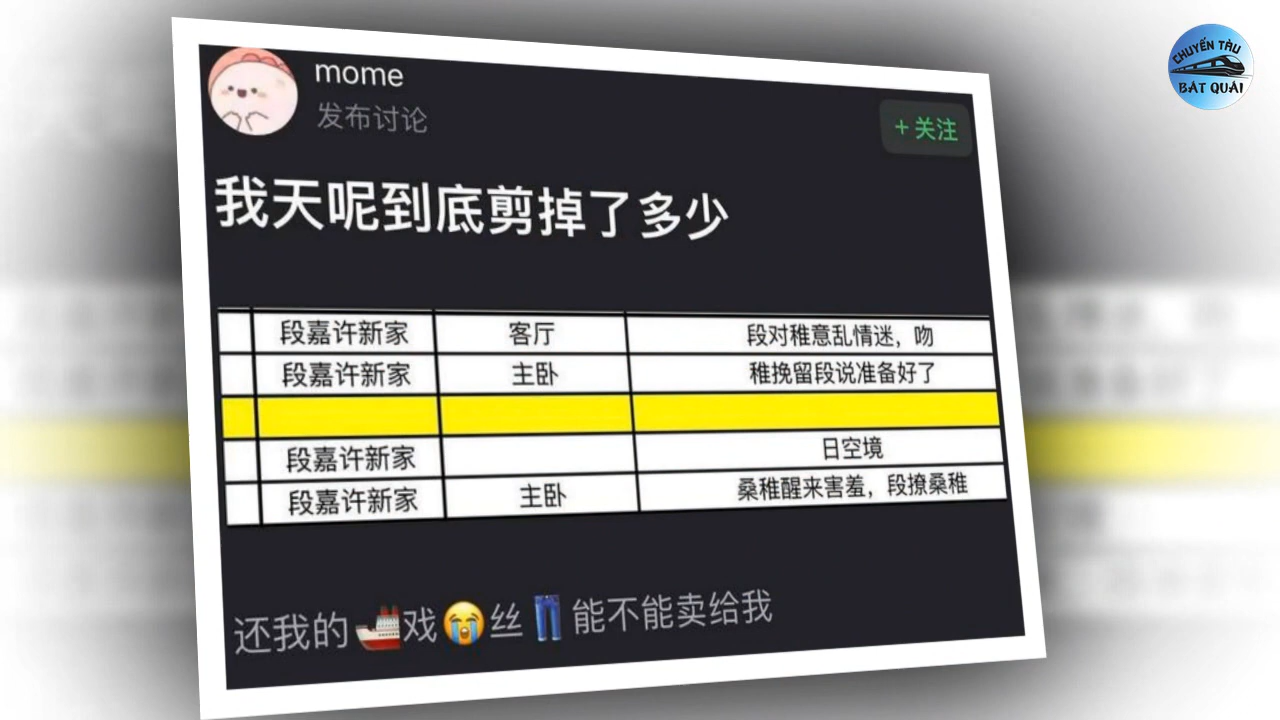 mome
发布讨论
+ 关注
我天呢到底剪掉了多少
段嘉许新家 客厅 段对稚意乱情迷，吻
段嘉许新家 主卧 稚挽留段说准备好了
段嘉许新家 日空境
段嘉许新家 主卧 桑稚醒来害羞，段撩桑稚
还我的🚢戏😭丝👖能不能卖给我
CHUYẾN TÀU
BÁT QUÁI